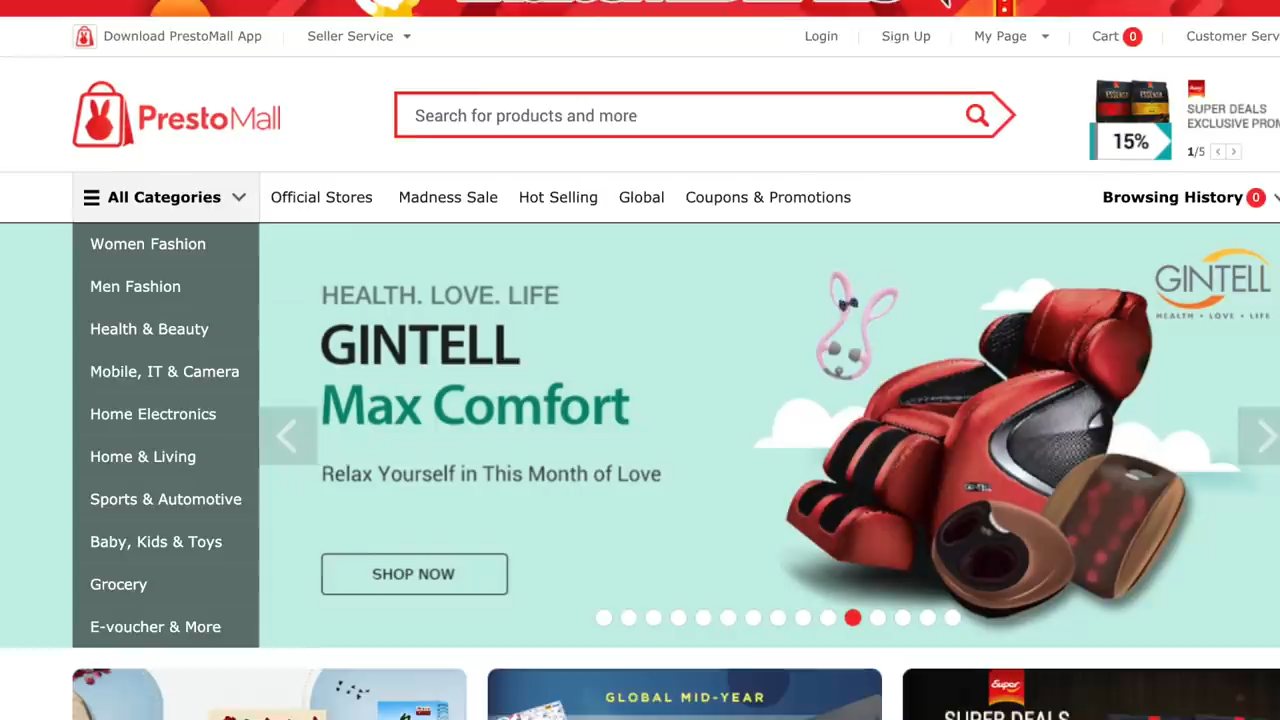 Download PrestoMall App
Seller Service
Login
Sign Up
My Page
Cart 0
Customer Serv
PrestoMall
Search for products and more
15%
SUPER DEALS
EXCLUSIVE PROM
1/5
All Categories
Official Stores
Madness Sale
Hot Selling
Global
Coupons & Promotions
Browsing History 0
Women Fashion
Men Fashion
Health & Beauty
Mobile, IT & Camera
Home Electronics
Home & Living
Sports & Automotive
Baby, Kids & Toys
Grocery
E-voucher & More
HEALTH. LOVE. LIFE
GINTELL
Max Comfort
Relax Yourself in This Month of Love
SHOP NOW
GINTELL
HEALTH • LOVE • LIFE
GINTELL
GLOBAL MID-YEAR
Super
SUPER DEALS